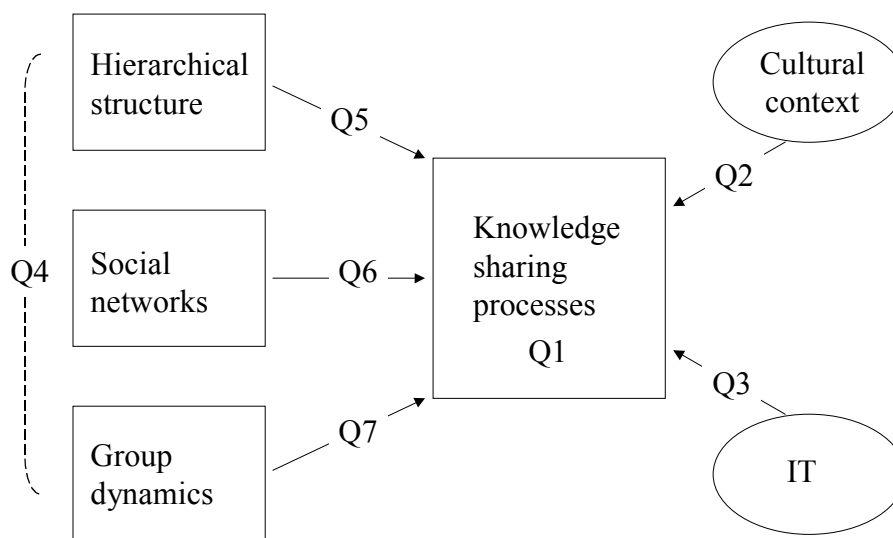 Hierarchical
structure
Q5
Cultural
context
Q2
Q4
Social
networks
Q6
Knowledge
sharing
processes
Q1
Q3
Group
dynamics
Q7
IT